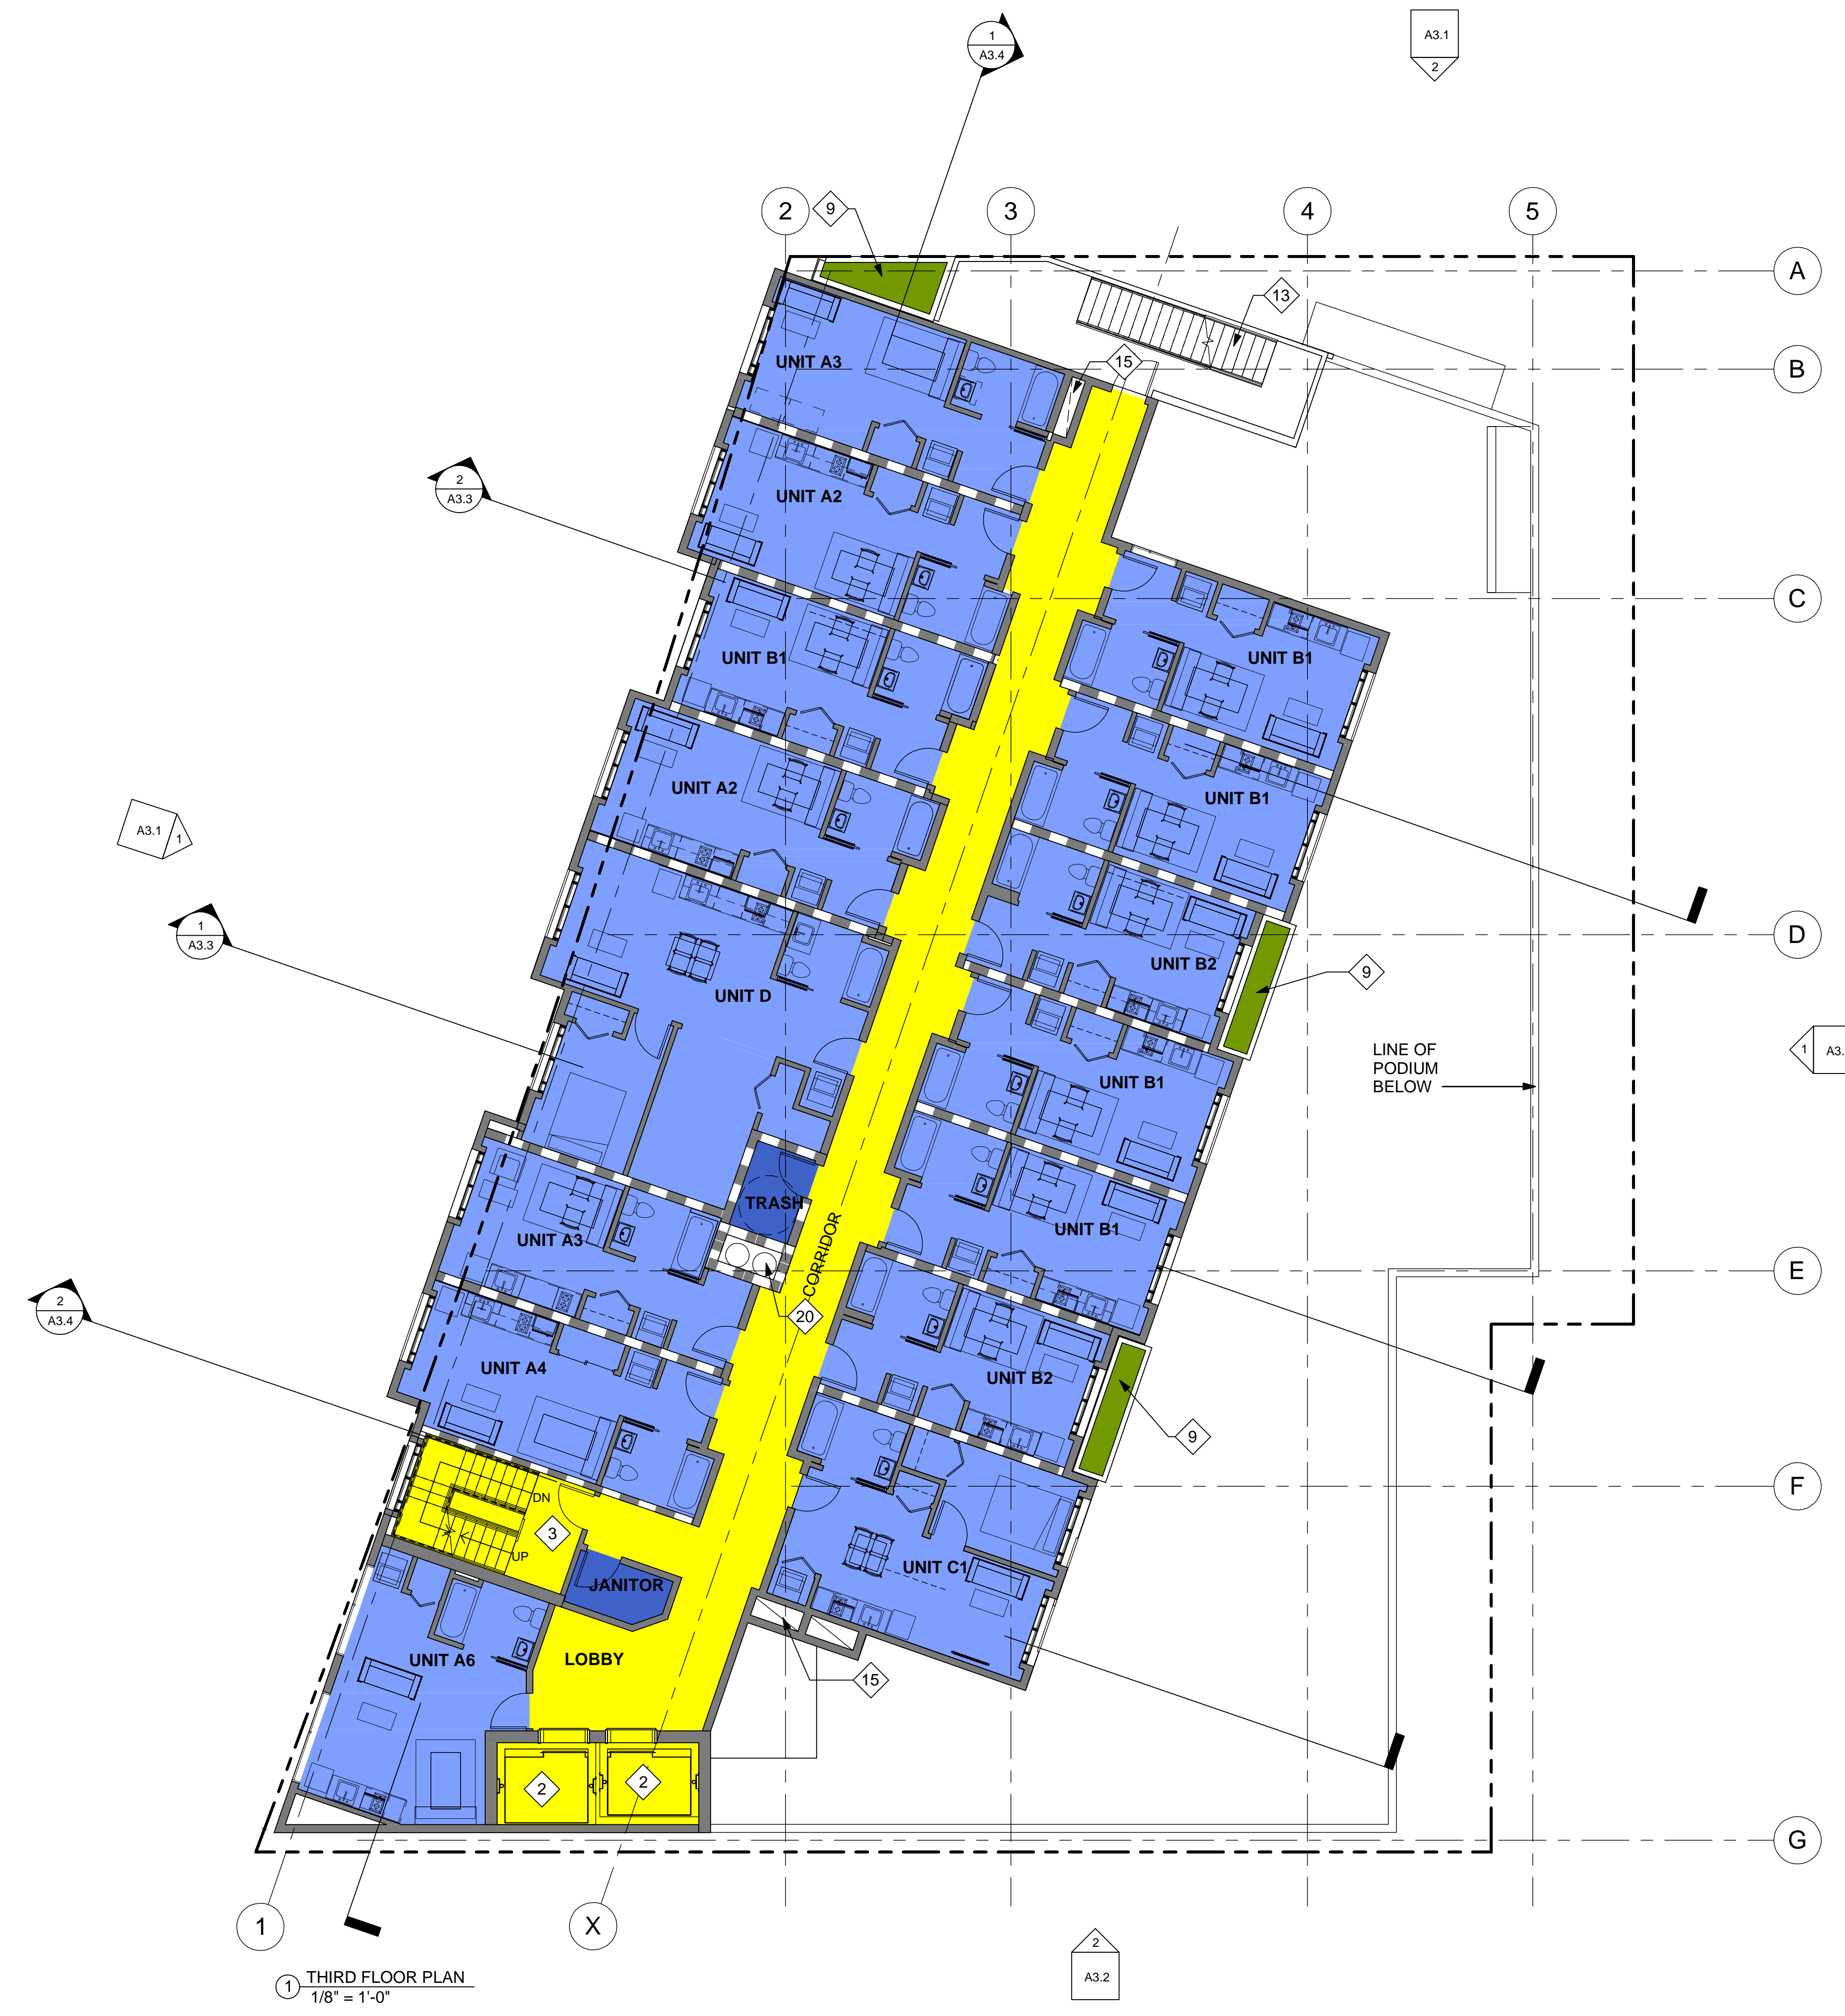 1
A3.4
A3.1
2
2
9
3
4
5
A
13
B
15
UNIT A3
2
A3.3
UNIT A2
C
UNIT B1
UNIT B1
UNIT A2
UNIT B1
A3.1
1
1
A3.3
D
UNIT B2
9
UNIT D
1
A3.
LINE OF
PODIUM
BELOW
UNIT B1
TRASH
UNIT B1
UNIT A3
CORRIDOR
E
2
A3.4
20
UNIT A4
UNIT B2
9
DN
F
3
UP
UNIT C1
JANITOR
LOBBY
UNIT A6
15
2
2
G
1
X
2
A3.2
1
THIRD FLOOR PLAN
1/8" = 1'-0"